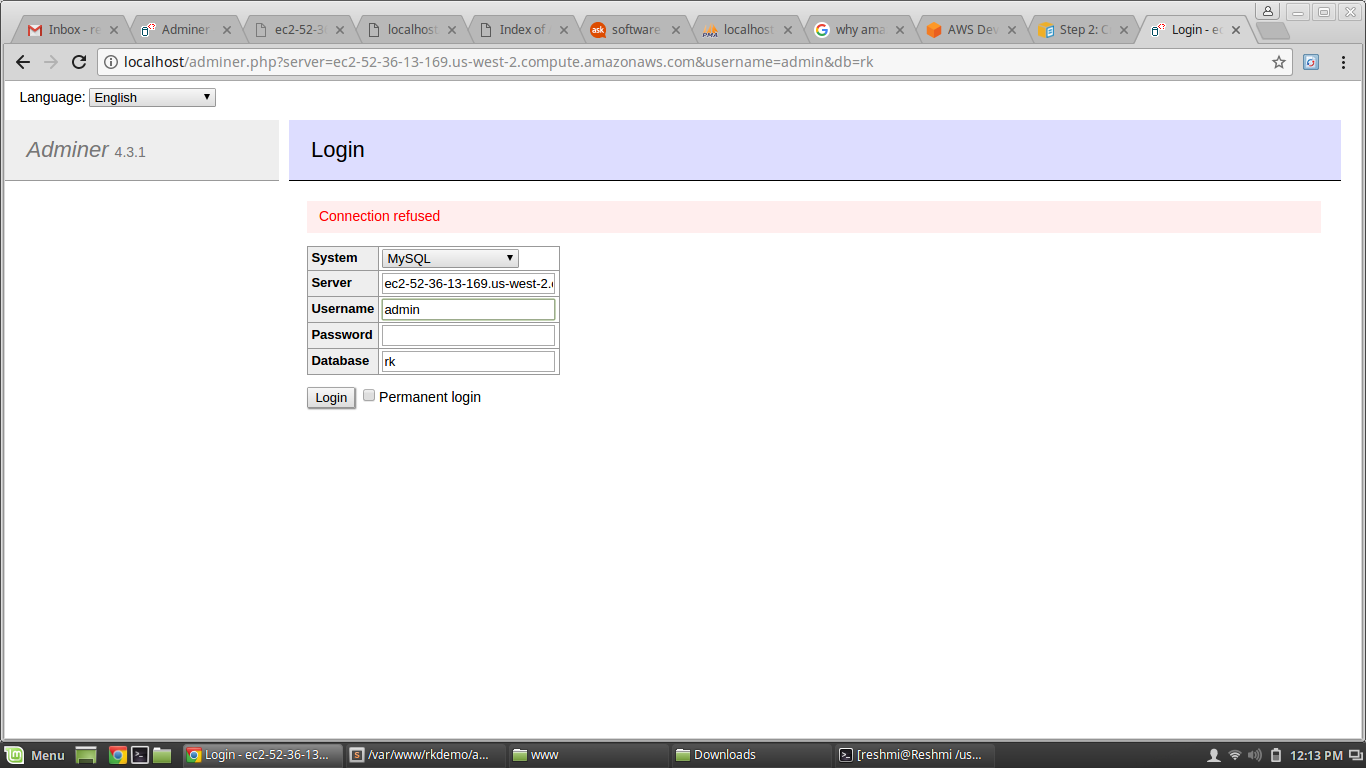 Inbox - re
Adminer
ec2-52-3
localhost
Index of
ask
software
PMA
localhost
why ama
AWS Dev
Step 2: C
Login - ec
localhost/adminer.php?server=ec2-52-36-13-169.us-west-2.compute.amazonaws.com&username=admin&db=rk
Language: English
Adminer 4.3.1
Login
Connection refused
System MySQL
Server ec2-52-36-13-169.us-west-2.
Username admin
Password
Database rk
Login Permanent login
Menu
Login - ec2-52-36-13...
/var/www/rkdemo/a...
www
Downloads
[reshmi@Reshmi /us...
12:13 PM